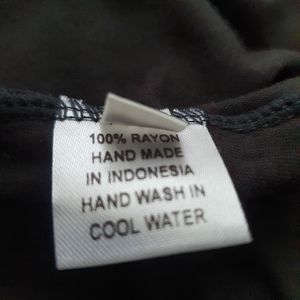 100% RAYON
HAND MADE
IN INDONESIA
HAND WASH IN
COOL WATER